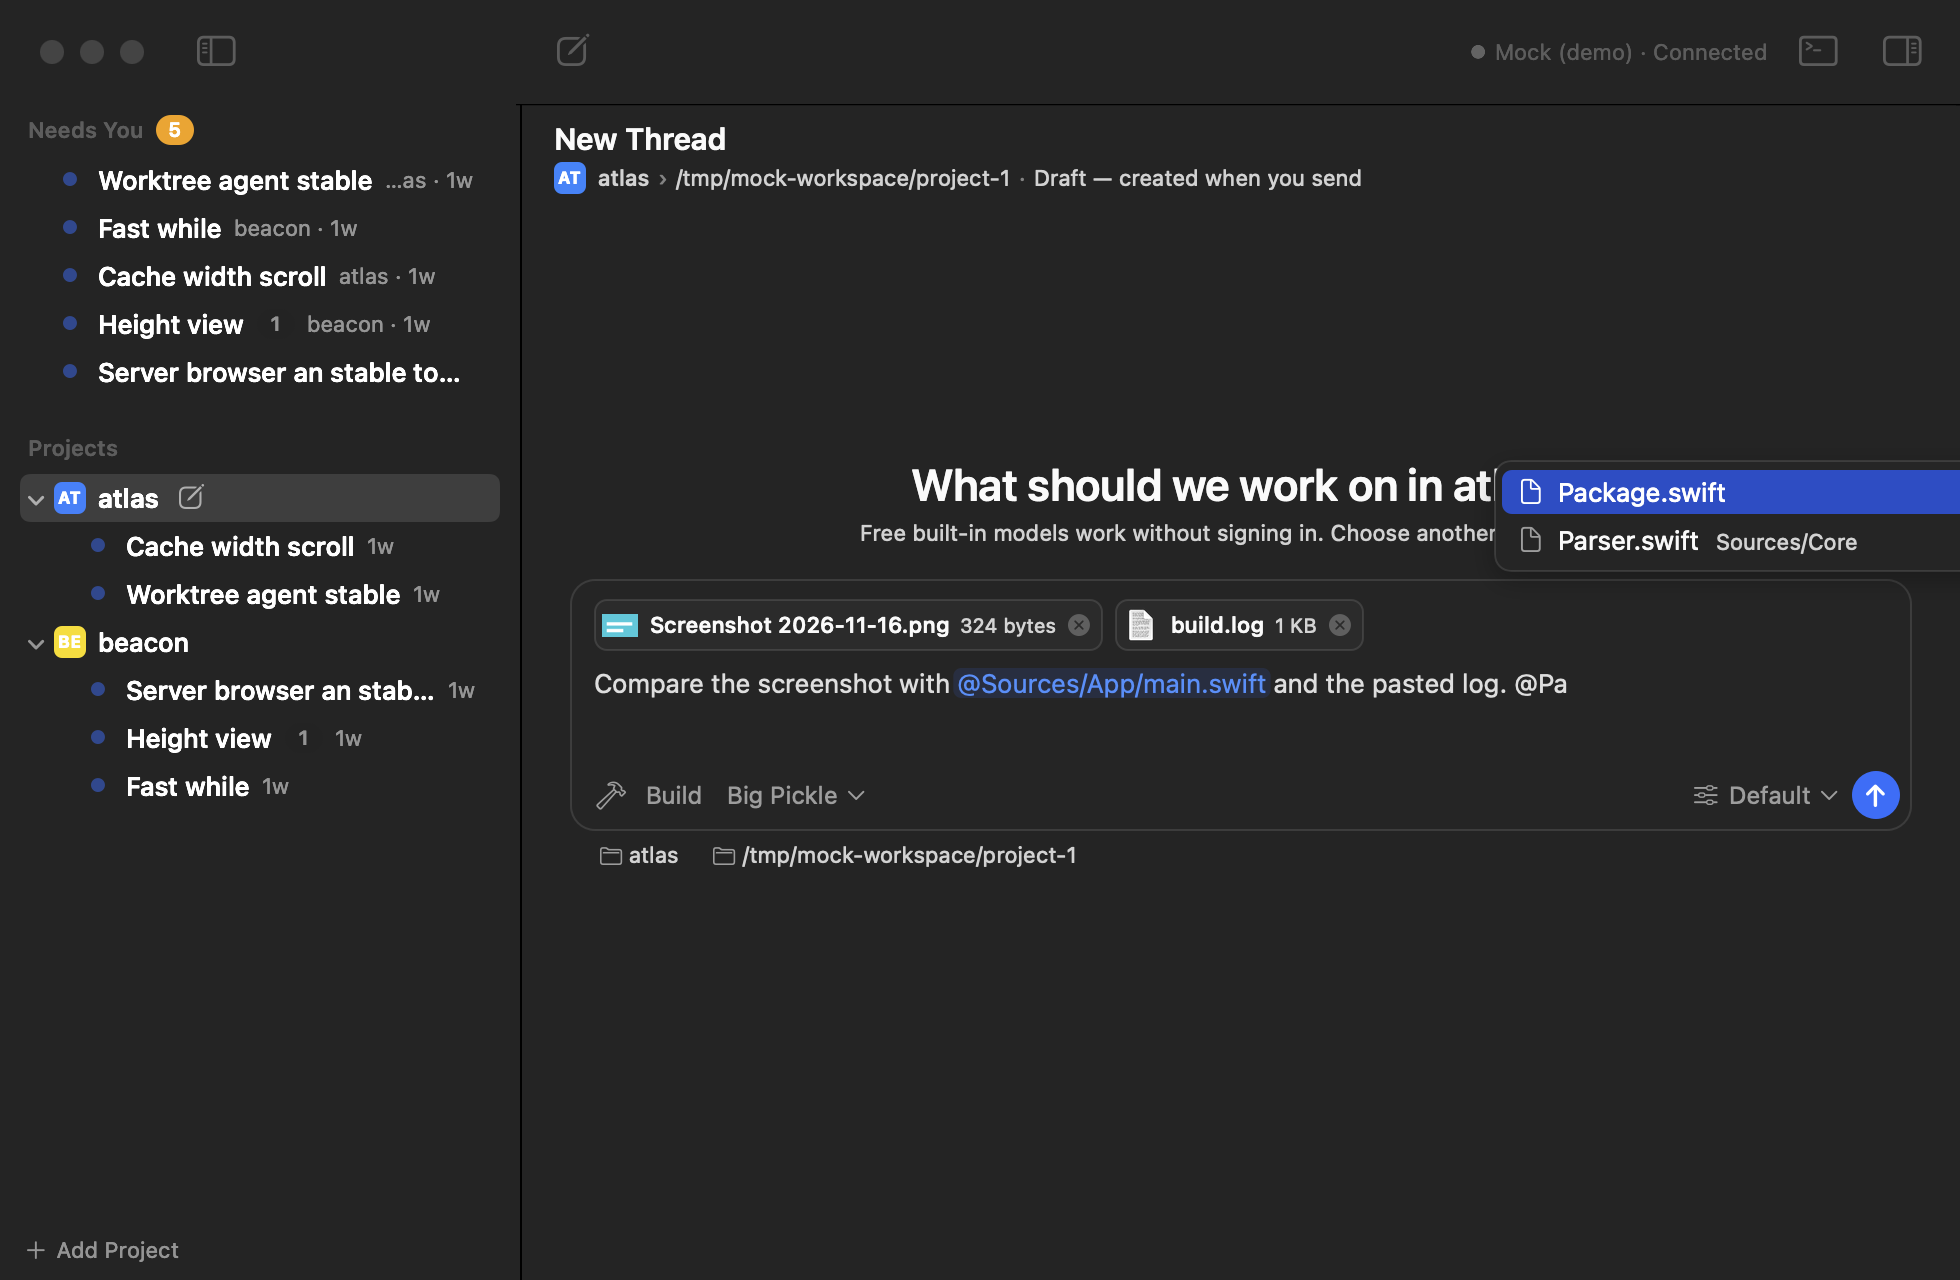 Mock (demo) · Connected
Needs You 5
Worktree agent stable ...as · 1w
Fast while beacon · 1w
Cache width scroll atlas · 1w
Height view 1 beacon · 1w
Server browser an stable to...
Projects
AT atlas
Cache width scroll 1w
Worktree agent stable 1w
BE beacon
Server browser an stab... 1w
Height view 1 1w
Fast while 1w
+ Add Project
New Thread
AT atlas › /tmp/mock-workspace/project-1 · Draft — created when you send
What should we work on in atl
Free built-in models work without signing in. Choose another
Package.swift
Parser.swift Sources/Core
Screenshot 2026-11-16.png 324 bytes
build.log 1 KB
Compare the screenshot with @Sources/App/main.swift and the pasted log. @Pa
Build Big Pickle
Default
atlas /tmp/mock-workspace/project-1